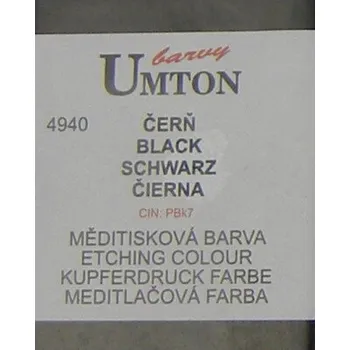 barvy
UMTON
4940 ČERŇ
BLACK
SCHWARZ
ČIERNA
CIN: PBk7
MĚDITISKOVÁ BARVA
ETCHING COLOUR
KUPFERDRUCK FARBE
MEDITLAČOVÁ FARBA